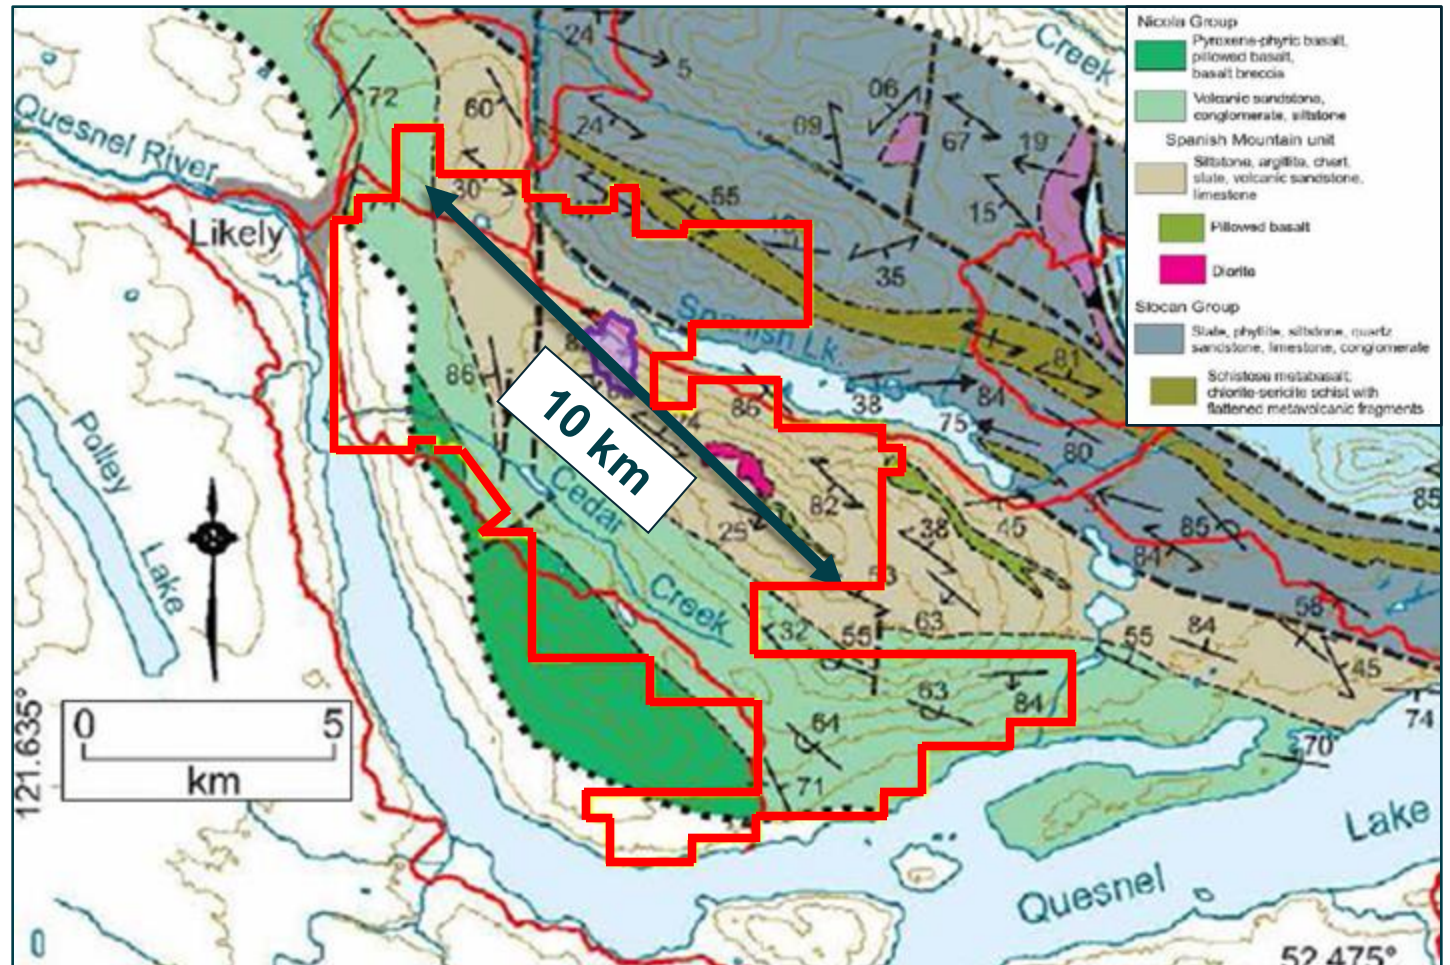 Nicola Group
Pyroxene-phyric basalt,
pillowed basalt,
basalt breccia
Volcanic sandstone,
conglomerate, siltstone
Spanish Mountain unit
Siltstone, argillite, chert,
slate, volcanic sandstone,
limestone
Pillowed basalt
Diorite
Slocan Group
Slate, phyllite, siltstone, quartz
sandstone, limestone, conglomerate
Schistose metabasalt;
chlorite-sericite schist with
flattened metavolcanic fragments
24
5
Creek
72
60
06
24
69
67
19
Quesnel River
30
55
15
Likely
35
Spanish Lk.
81
86
84
38
10 km
86
75
80
Polley
Lake
Cedar
Creek
82
25
38
45
85
85
84
53
58
32
55
63
55
84
45
63
84
74
64
70
71
0
5
km
121.635°
Quesnel
Lake
52.475°